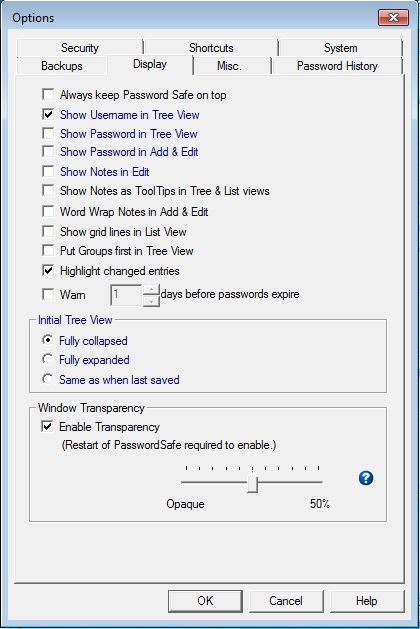 Options
Security Shortcuts System
Backups Display Misc. Password History
Always keep Password Safe on top
Show Username in Tree View
Show Password in Tree View
Show Password in Add & Edit
Show Notes in Edit
Show Notes as ToolTips in Tree & List views
Word Wrap Notes in Add & Edit
Show grid lines in List View
Put Groups first in Tree View
Highlight changed entries
Warn 1 days before passwords expire
Initial Tree View
Fully collapsed
Fully expanded
Same as when last saved
Window Transparency
Enable Transparency
(Restart of PasswordSafe required to enable.)
?
Opaque 50%
OK Cancel Help